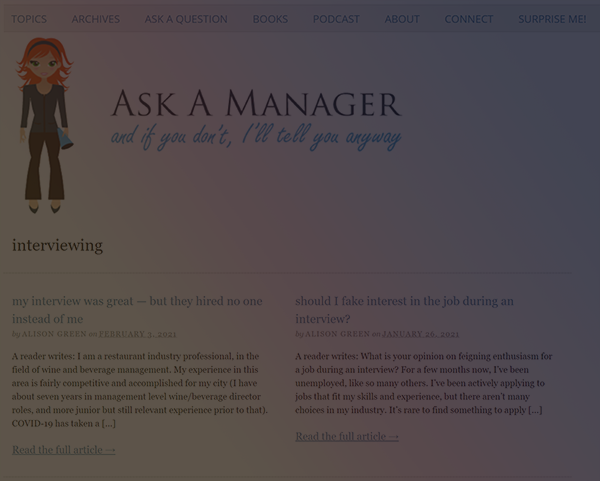 TOPICS ARCHIVES ASK A QUESTION BOOKS PODCAST ABOUT CONNECT SURPRISE ME!
ASK A MANAGER
and if you don't, I'll tell you anyway
interviewing
my interview was great — but they hired no one
instead of me
by ALISON GREEN on FEBRUARY 3, 2021
A reader writes: I am a restaurant industry professional, in the
field of wine and beverage management. My experience in this
area is fairly competitive and accomplished for my city (I have
about seven years in management level wine/beverage director
roles, and more junior but still relevant experience prior to that).
COVID-19 has taken a [...]
Read the full article →
should I fake interest in the job during an
interview?
by ALISON GREEN on JANUARY 26, 2021
A reader writes: What is your opinion on feigning enthusiasm for
a job during an interview? For a few months now, I've been
unemployed, like so many others. I've been actively applying to
jobs that fit my skills and experience, but there aren't many
choices in my industry. It's rare to find something to apply [...]
Read the full article →